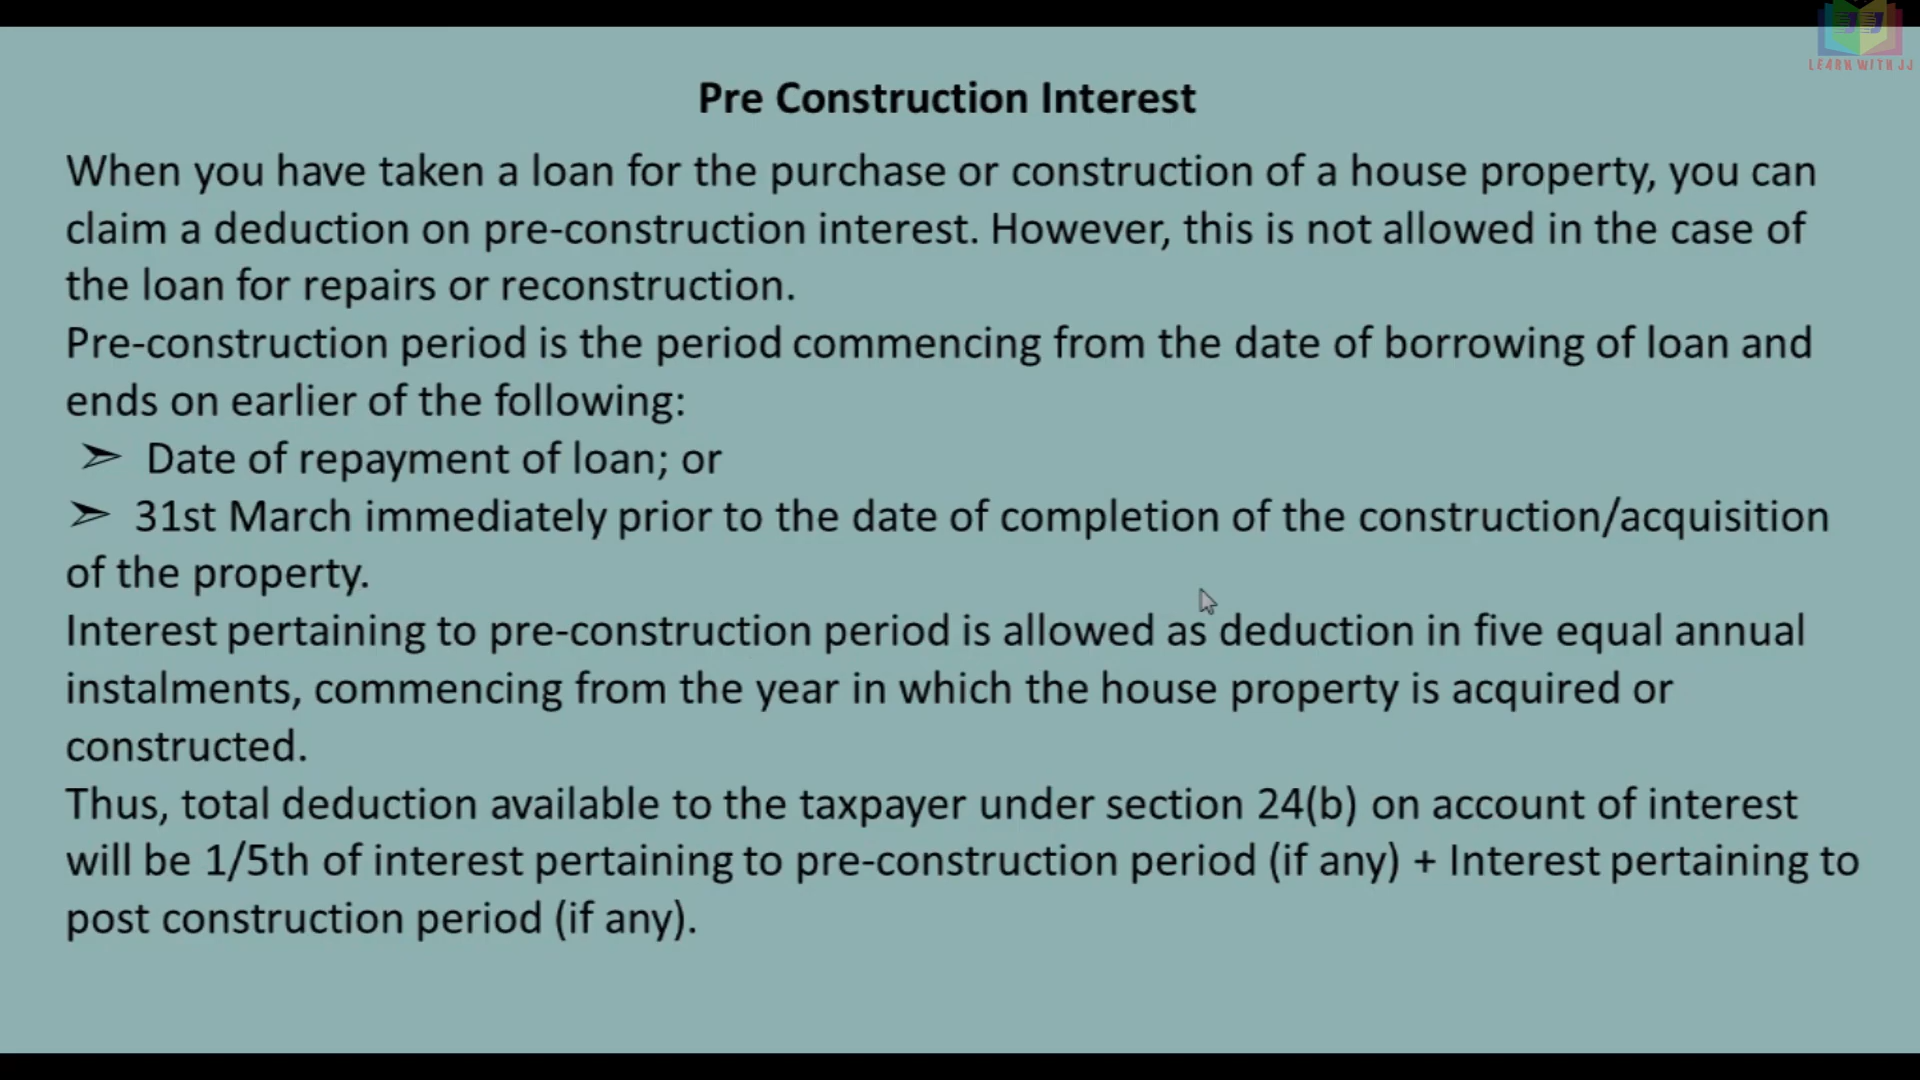 LEARN WITH JJ
Pre Construction Interest
When you have taken a loan for the purchase or construction of a house property, you can
claim a deduction on pre-construction interest. However, this is not allowed in the case of
the loan for repairs or reconstruction.
Pre-construction period is the period commencing from the date of borrowing of loan and
ends on earlier of the following:
➢ Date of repayment of loan; or
➢ 31st March immediately prior to the date of completion of the construction/acquisition
of the property.
Interest pertaining to pre-construction period is allowed as deduction in five equal annual
instalments, commencing from the year in which the house property is acquired or
constructed.
Thus, total deduction available to the taxpayer under section 24(b) on account of interest
will be 1/5th of interest pertaining to pre-construction period (if any) + Interest pertaining to
post construction period (if any).